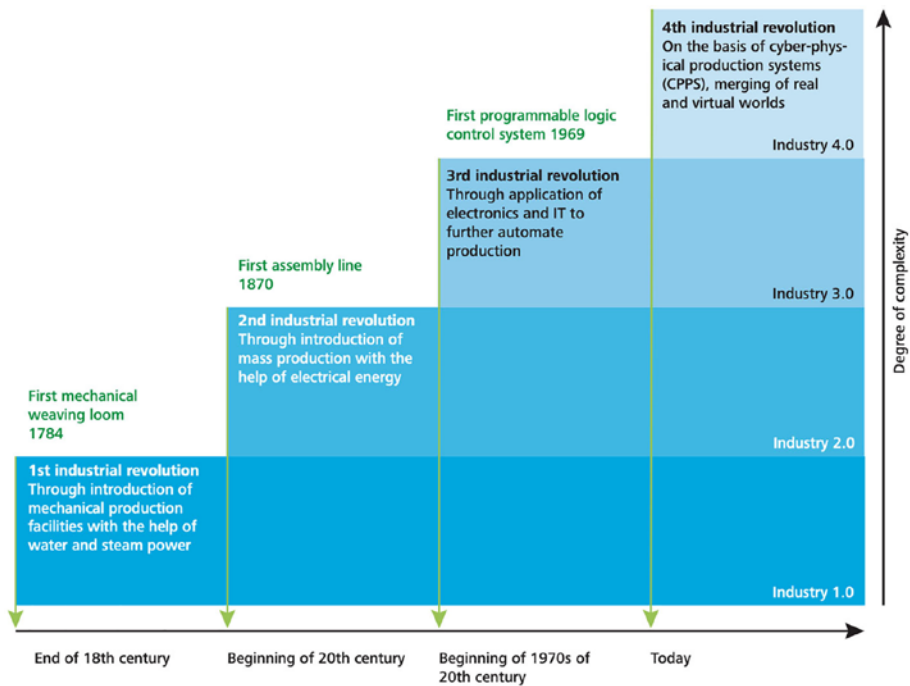 4th industrial revolution
On the basis of cyber-phys-
ical production systems
(CPPS), merging of real
and virtual worlds
Industry 4.0
First programmable logic
control system 1969
3rd industrial revolution
Through application of
electronics and IT to
further automate
production
Industry 3.0
First assembly line
1870
2nd industrial revolution
Through introduction of
mass production with the
help of electrical energy
Industry 2.0
First mechanical
weaving loom
1784
1st industrial revolution
Through introduction of
mechanical production
facilities with the help of
water and steam power
Industry 1.0
Degree of complexity
End of 18th century
Beginning of 20th century
Beginning of 1970s of
20th century
Today